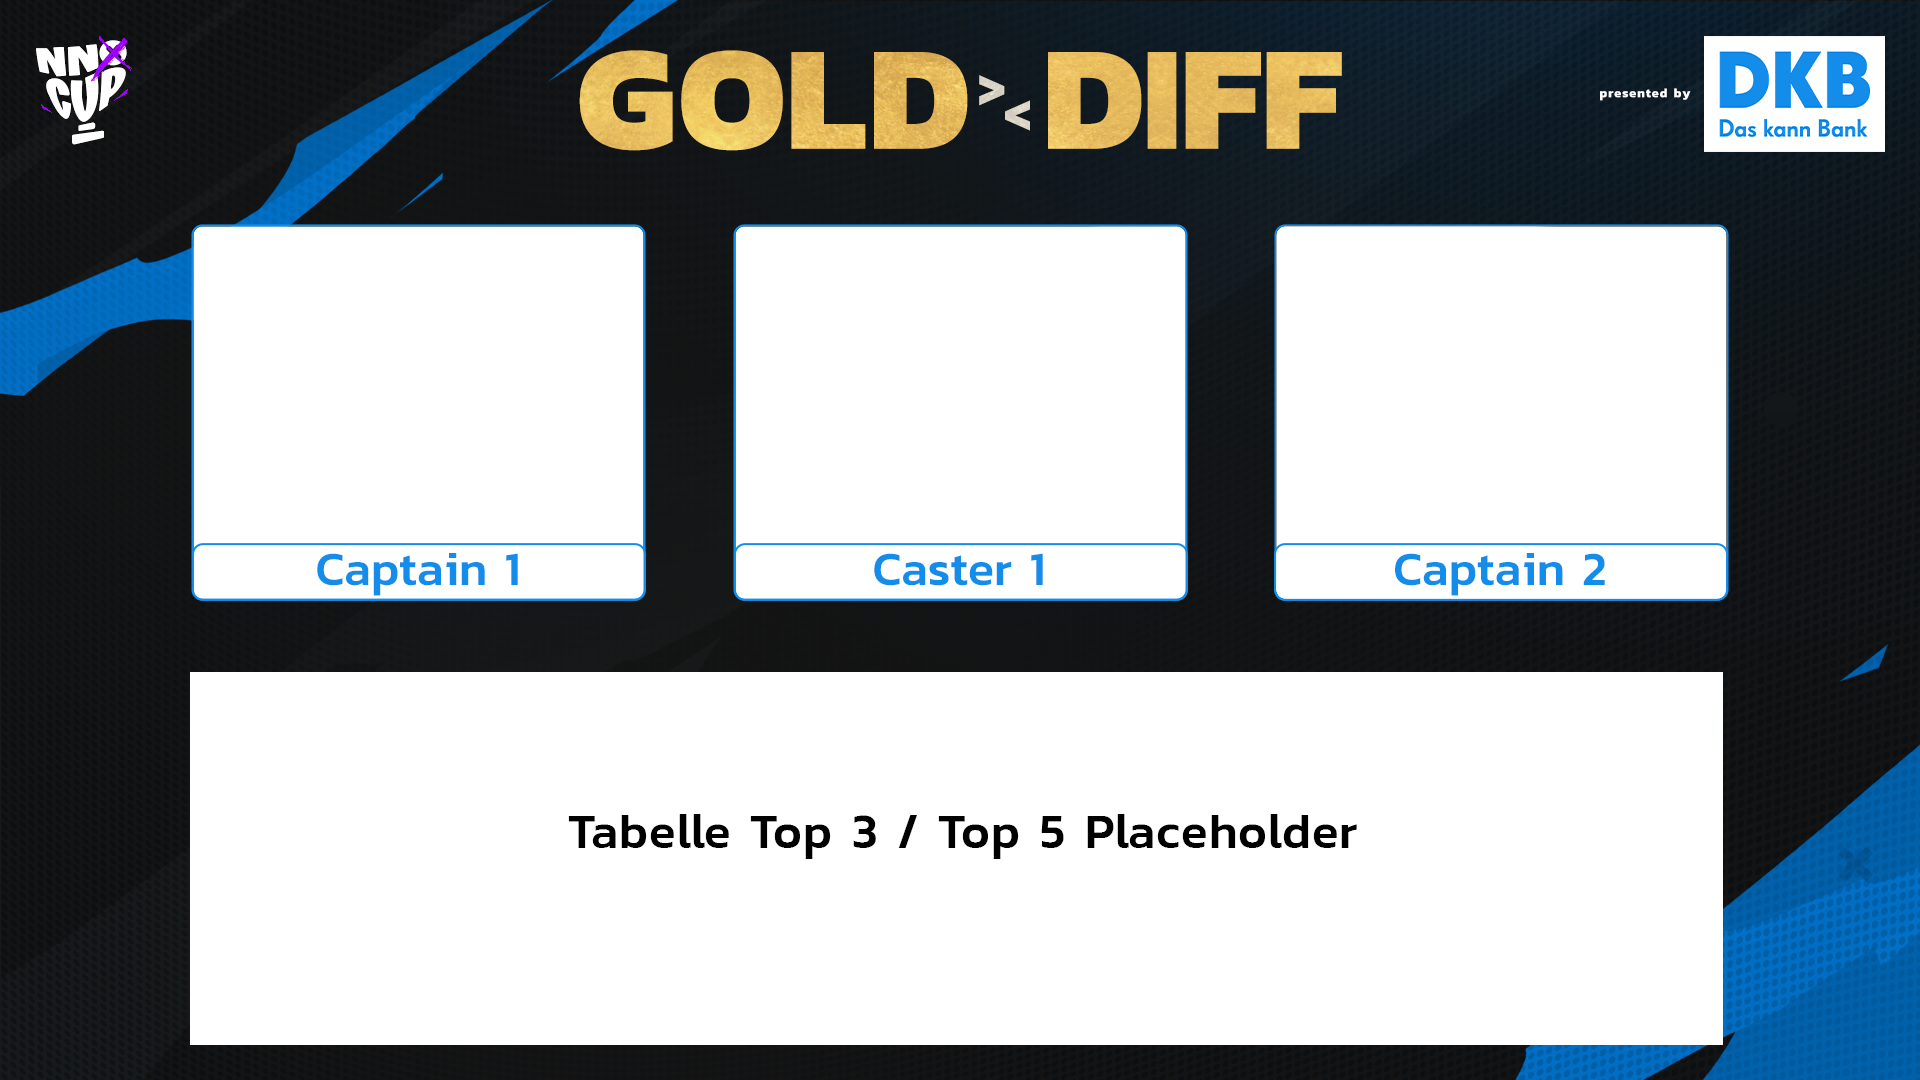 NNO CUP
GOLD >< DIFF
presented by
DKB
Das kann Bank
Captain 1
Caster 1
Captain 2
Tabelle Top 3 / Top 5 Placeholder